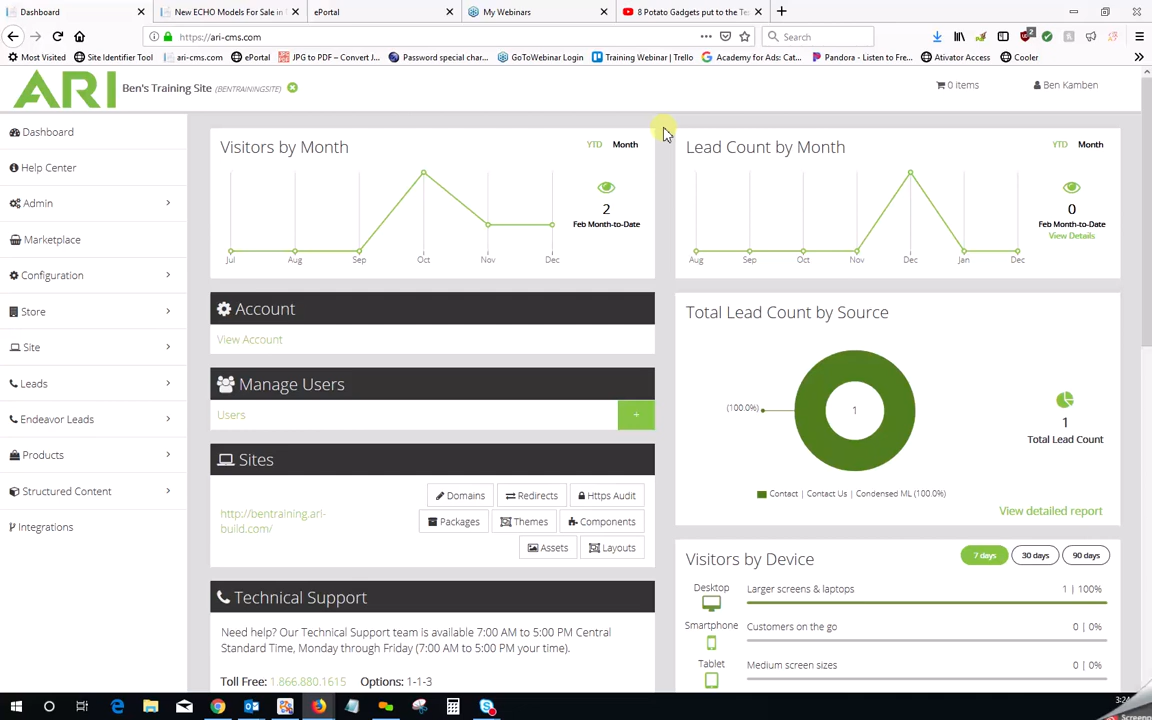 Dashboard
New ECHO Models For Sale in
ePortal
My Webinars
8 Potato Gadgets put to the Te
https://ari-cms.com
Search
Most Visited
Site Identifier Tool
ari-cms.com
ePortal
JPG to PDF – Convert J...
Password special char...
GoToWebinar Login
Training Webinar | Trello
Academy for Ads: Cat...
Pandora - Listen to Fre...
Ativator Access
Cooler
ARI
Ben's Training Site (BENTRAININGSITE)
0 items
Ben Kamben
Dashboard
Help Center
Admin
Marketplace
Configuration
Store
Site
Leads
Endeavor Leads
Products
Structured Content
Integrations
Visitors by Month
YTD Month
2
Feb Month-to-Date
Jul Aug Sep Oct Nov Dec
Lead Count by Month
YTD Month
0
Feb Month-to-Date
View Details
Aug Sep Oct Nov Dec Jan Dec
Account
View Account
Manage Users
Users
+
Sites
http://bentraining.ari-
build.com/
Domains Redirects Https Audit
Packages Themes Components
Assets Layouts
Technical Support
Need help? Our Technical Support team is available 7:00 AM to 5:00 PM Central
Standard Time, Monday through Friday (7:00 AM to 5:00 PM your time).
Toll Free: 1.866.880.1615 Options: 1-1-3
Total Lead Count by Source
(100.0%)
1
1
Total Lead Count
Contact | Contact Us | Condensed ML (100.0%)
View detailed report
Visitors by Device
7 days 30 days 90 days
Desktop
Larger screens & laptops 1 | 100%
Smartphone
Customers on the go 0 | 0%
Tablet
Medium screen sizes 0 | 0%